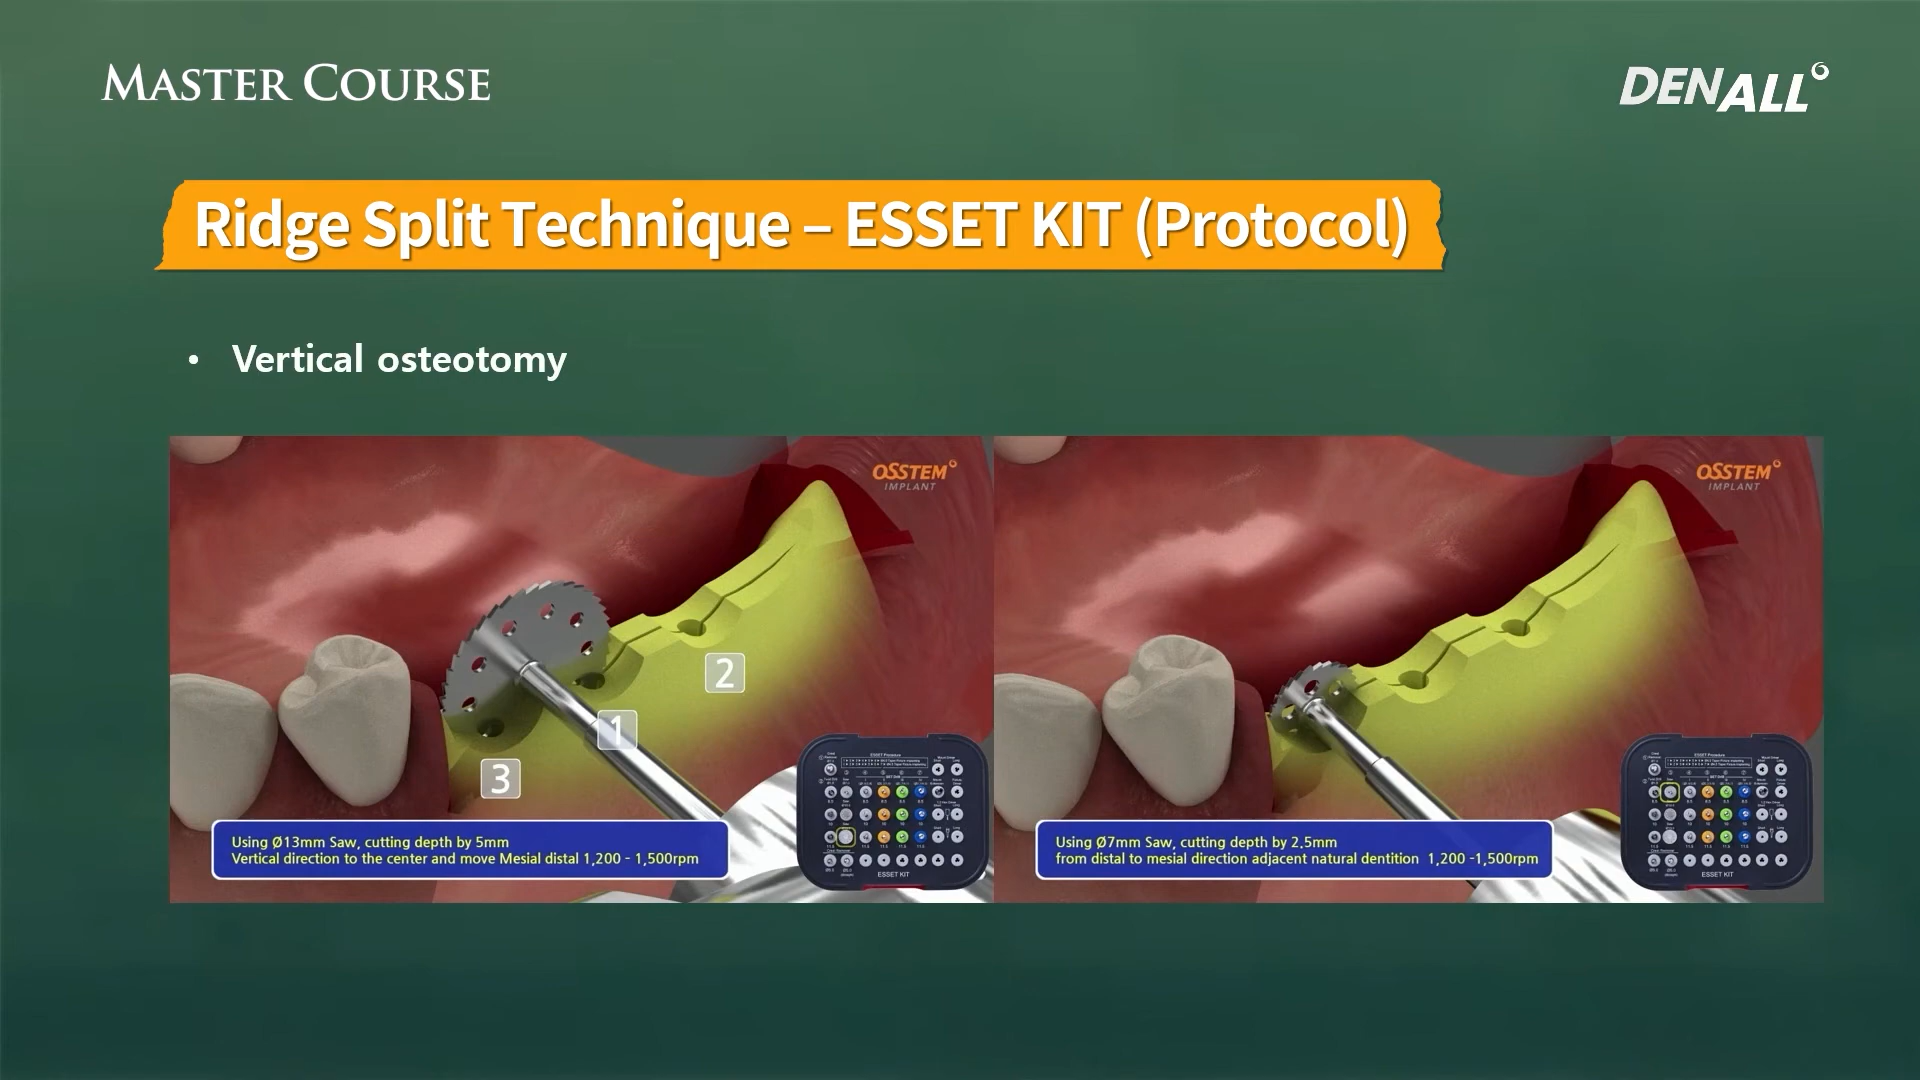 MASTER COURSE
DENALL
Ridge Split Technique – ESSET KIT (Protocol)
• Vertical osteotomy
OSSTEM
IMPLANT
2
1
3
Using Ø13mm Saw, cutting depth by 5mm
Vertical direction to the center and move Mesial distal 1,200 - 1,500rpm
ESSET KIT
OSSTEM
IMPLANT
Using Ø7mm Saw, cutting depth by 2,5mm
from distal to mesial direction adjacent natural dentition 1,200 -1,500rpm
ESSET KIT